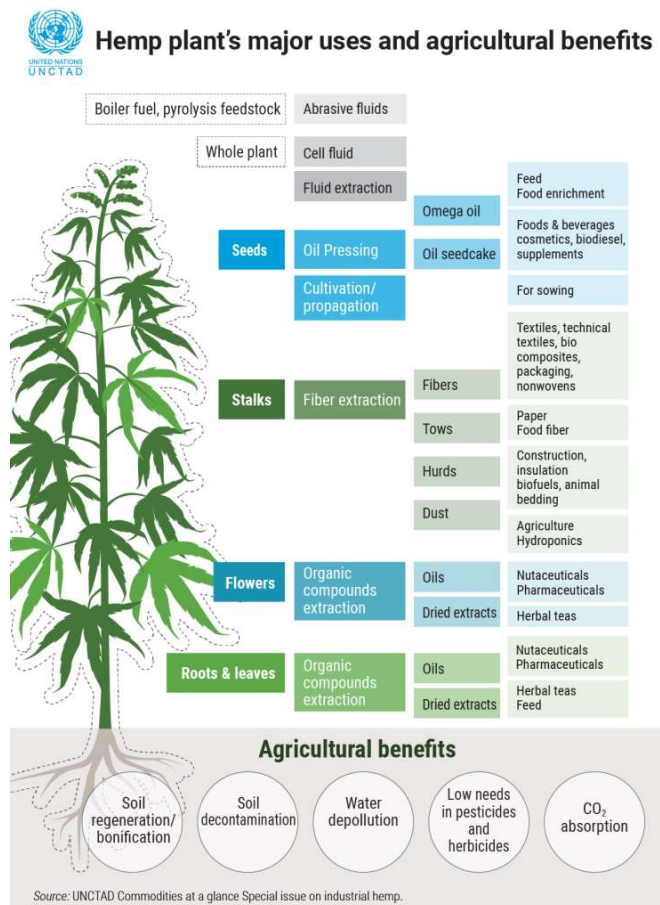 UNITED NATIONS
UNCTAD
Hemp plant's major uses and agricultural benefits
Boiler fuel, pyrolysis feedstock
Abrasive fluids
Whole plant
Cell fluid
Fluid extraction
Seeds
Oil Pressing
Cultivation/
propagation
Omega oil
Oil seedcake
Feed
Food enrichment
Foods & beverages
cosmetics, biodiesel,
supplements
For sowing
Stalks
Fiber extraction
Fibers
Tows
Hurds
Dust
Textiles, technical
textiles, bio
composites,
packaging,
nonwovens
Paper
Food fiber
Construction,
insulation
biofuels, animal
bedding
Agriculture
Hydroponics
Flowers
Organic
compounds
extraction
Oils
Dried extracts
Nutaceuticals
Pharmaceuticals
Herbal teas
Roots & leaves
Organic
compounds
extraction
Oils
Dried extracts
Nutaceuticals
Pharmaceuticals
Herbal teas
Feed
Agricultural benefits
Soil
regeneration/
bonification
Soil
decontamination
Water
depollution
Low needs
in pesticides
and
herbicides
CO₂
absorption
Source: UNCTAD Commodities at a glance Special issue on industrial hemp.